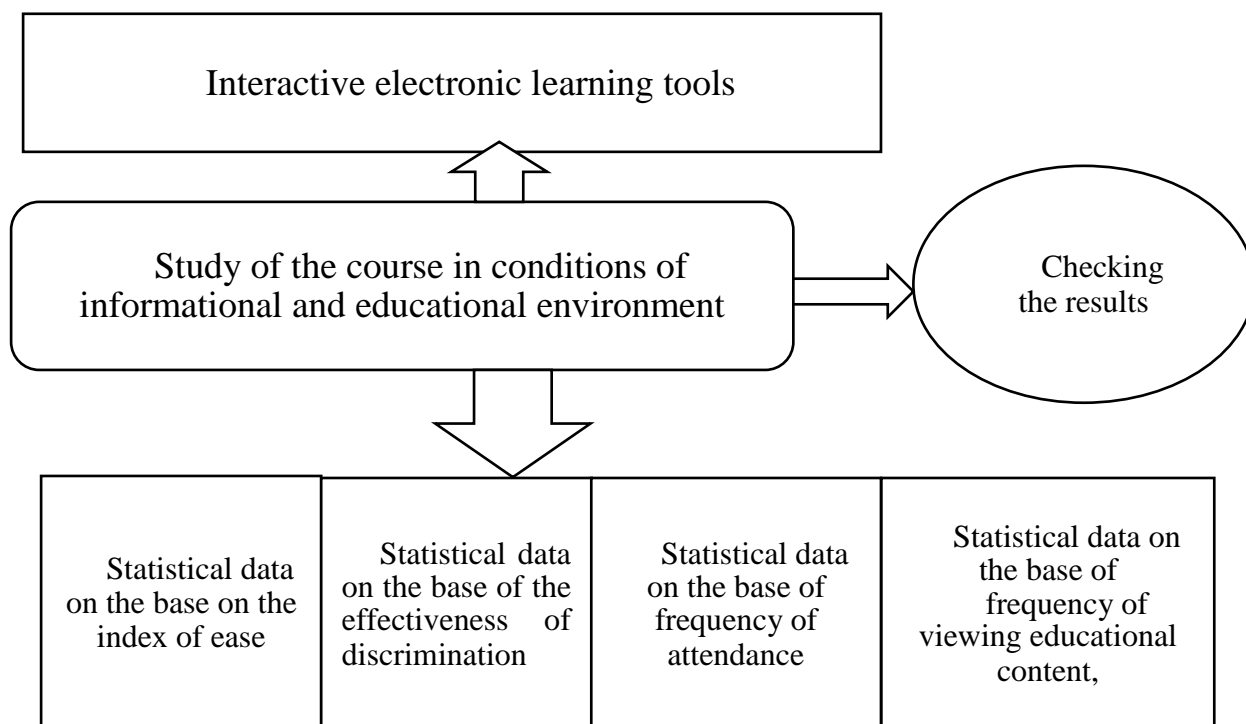 Interactive electronic learning tools
Study of the course in conditions of
informational and educational environment
Checking
the results
Statistical data
on the base on the
index of ease
Statistical data
on the base of the
effectiveness of
discrimination
Statistical data
on the base of
frequency of
attendance
Statistical data on
the base of
frequency of
viewing educational
content,